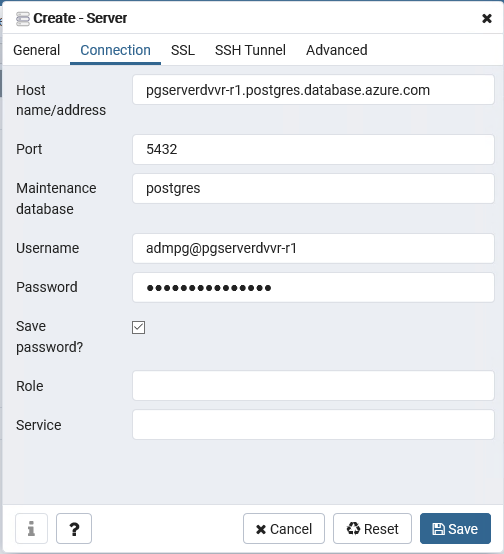 Create - Server
General Connection SSL SSH Tunnel Advanced
Host name/address pgserverdvvr-r1.postgres.database.azure.com
Port 5432
Maintenance database postgres
Username admpg@pgserverdvvr-r1
Password •••••••••••••••
Save password?
Role
Service
i ? Cancel Reset Save